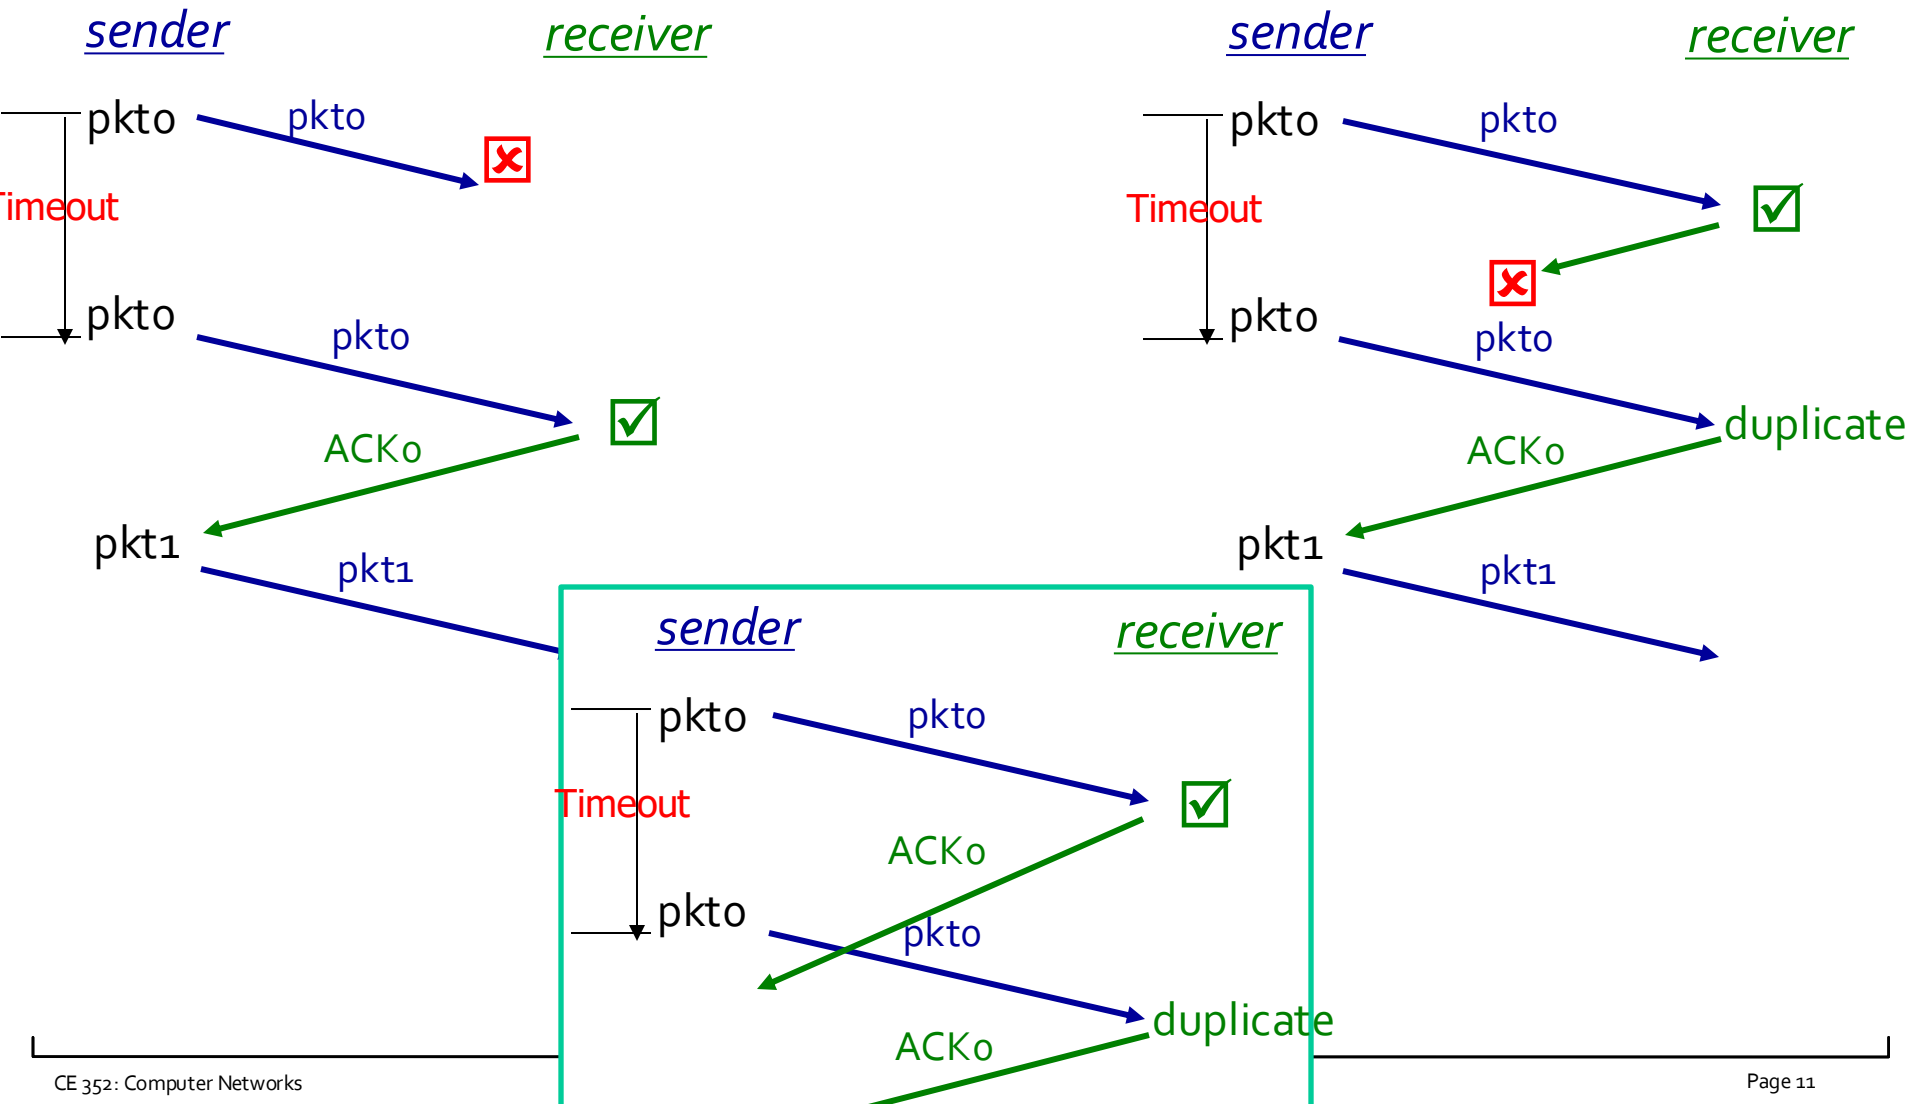 sender
receiver
pkt0
pkt0
Timeout
pkt0
pkt0
ACK0
pkt1
pkt1
sender
receiver
pkt0
pkt0
Timeout
pkt0
pkt0
duplicate
ACK0
pkt1
pkt1
sender
receiver
pkt0
pkt0
Timeout
ACK0
pkt0
pkt0
duplicate
ACK0
CE 352: Computer Networks
Page 11